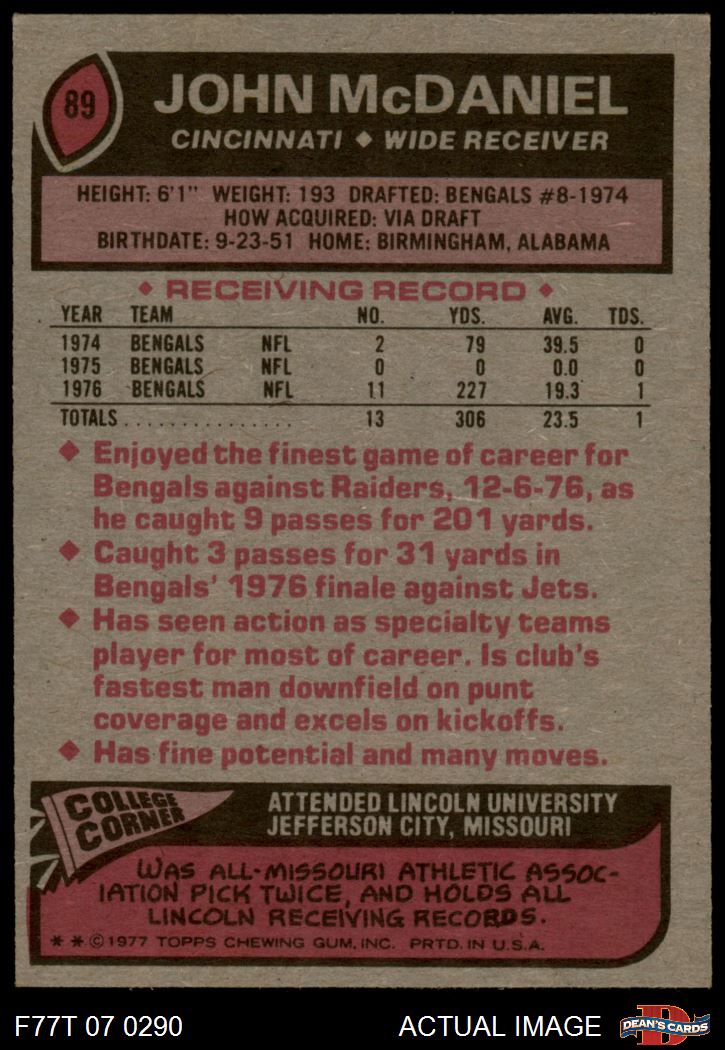 89
JOHN McDANIEL
CINCINNATI ◆ WIDE RECEIVER
HEIGHT: 6'1" WEIGHT: 193 DRAFTED: BENGALS #8-1974
HOW ACQUIRED: VIA DRAFT
BIRTHDATE: 9-23-51 HOME: BIRMINGHAM, ALABAMA
◆ RECEIVING RECORD ◆
YEAR TEAM NO. YDS. AVG. TDS.
1974 BENGALS NFL 2 79 39.5 0
1975 BENGALS NFL 0 0 0.0 0
1976 BENGALS NFL 11 227 19.3 1
TOTALS . . . . . . . . . . . . . . . 13 306 23.5 1
◆ Enjoyed the finest game of career for
Bengals against Raiders, 12-6-76, as
he caught 9 passes for 201 yards.
◆ Caught 3 passes for 31 yards in
Bengals' 1976 finale against Jets.
◆ Has seen action as specialty teams
player for most of career. Is club's
fastest man downfield on punt
coverage and excels on kickoffs.
◆ Has fine potential and many moves.
COLLEGE
CORNER
ATTENDED LINCOLN UNIVERSITY
JEFFERSON CITY, MISSOURI
WAS ALL-MISSOURI ATHLETIC ASSOC-
IATION PICK TWICE, AND HOLDS ALL
LINCOLN RECEIVING RECORDS.
* * © 1977 TOPPS CHEWING GUM, INC. PRTD. IN U.S.A.
F77T 07 0290
ACTUAL IMAGE
D
DEAN'S CARDS